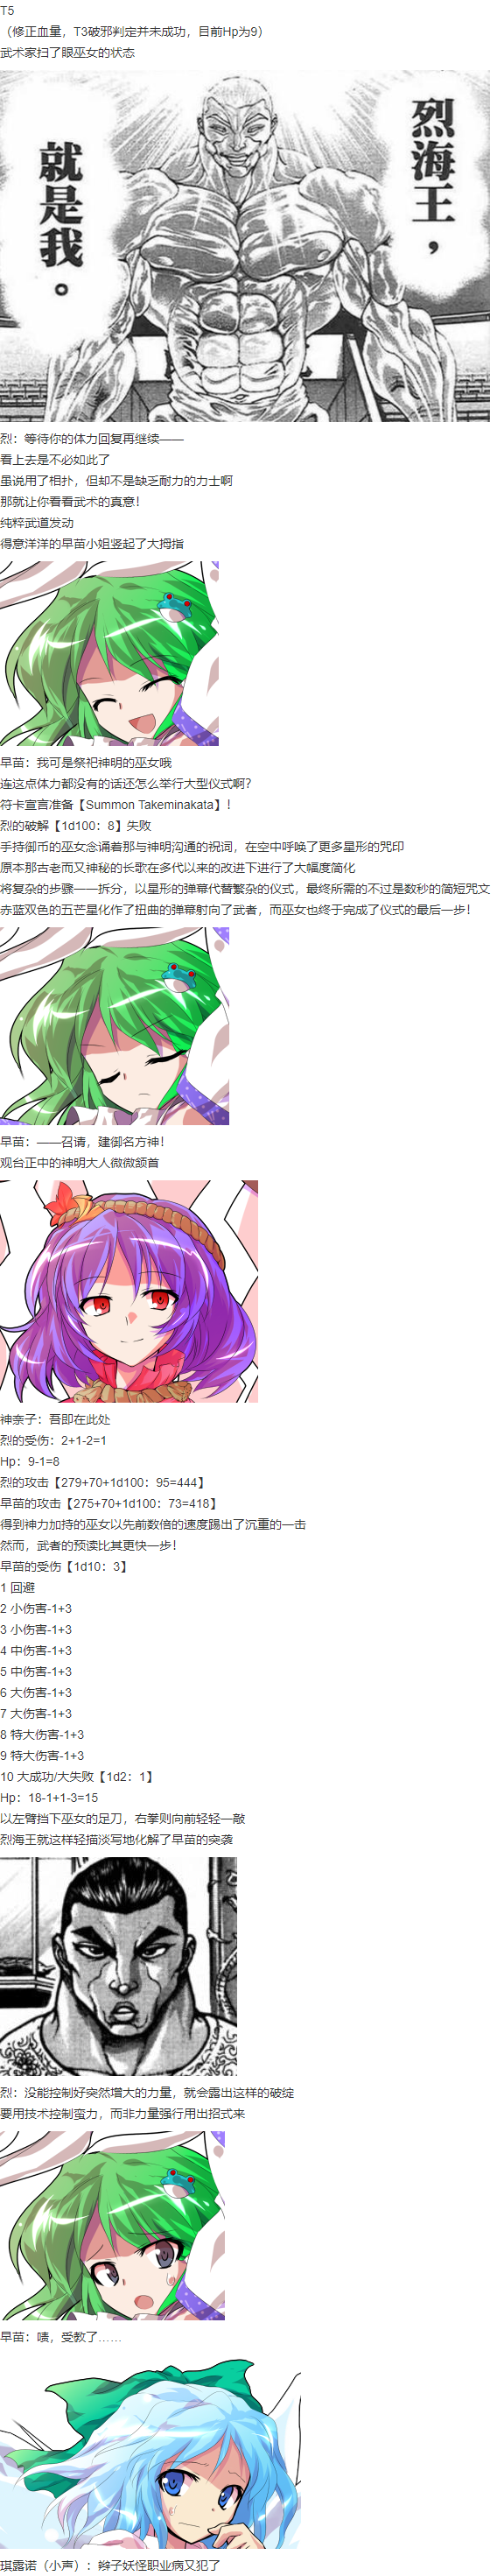 T5
（修正血量，T3破邪判定并未成功，目前Hp为9）
武术家扫了眼巫女的状态
烈海王，
就是我。
烈：等待你的体力回复再继续——
看上去是不必如此了
虽说用了相扑，但却不是缺乏耐力的力士啊
那就让你看看武术的真意！
纯粹武道发动
得意洋洋的早苗小姐竖起了大拇指
早苗：我可是祭祀神明的巫女哦
连这点体力都没有的话还怎么举行大型仪式啊？
符卡宣言准备【Summon Takeminakata】！
烈的破解【1d100：8】失败
手持御币的巫女念诵着那与神明沟通的祝词，在空中呼唤了更多星形的咒印
原本那古老而又神秘的长歌在多代以来的改进下进行了大幅度简化
将复杂的步骤——拆分，以星形的弹幕代替繁杂的仪式，最终所需的不过是数秒的简短咒文
赤蓝双色的五芒星化作了扭曲的弹幕射向了武者，而巫女也终于完成了仪式的最后一步！
早苗：——召请，建御名方神！
观台正中的神明大人微微颔首
神奈子：吾即在此处
烈的受伤：2+1-2=1
Hp：9-1=8
烈的攻击【279+70+1d100：95=444】
早苗的攻击【275+70+1d100：73=418】
得到神力加持的巫女以先前数倍的速度踢出了沉重的一击
然而，武者的预读比其更快一步！
早苗的受伤【1d10：3】
1 回避
2 小伤害-1+3
3 小伤害-1+3
4 中伤害-1+3
5 中伤害-1+3
6 大伤害-1+3
7 大伤害-1+3
8 特大伤害-1+3
9 特大伤害-1+3
10 大成功/大失败【1d2：1】
Hp：18-1+1-3=15
以左臂挡下巫女的足刀，右拳则向前轻轻一敲
烈海王就这样轻描淡写地化解了早苗的突袭
烈：没能控制好突然增大的力量，就会露出这样的破绽
要用技术控制蛮力，而非力量强行用出招式来
早苗：啧，受教了……
琪露诺（小声）：辫子妖怪职业病又犯了